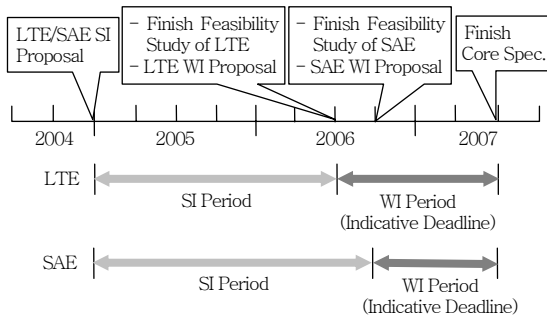 LTE/SAE SI
Proposal
- Finish Feasibility
Study of LTE
- LTE WI Proposal
- Finish Feasibility
Study of SAE
- SAE WI Proposal
Finish
Core Spec.
2004
2005
2006
2007
LTE
SI Period
WI Period
(Indicative Deadline)
SAE
SI Period
WI Period
(Indicative Deadline)